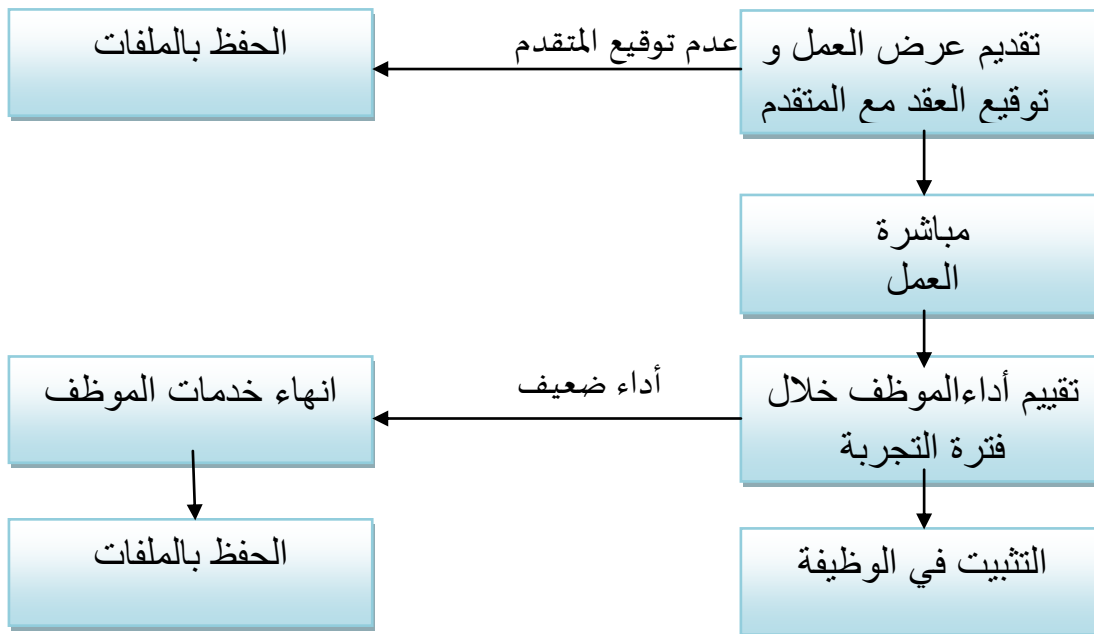 تقديم عرض العمل و
توقيع العقد مع المتقدم
عدم توقيع المتقدم
الحفظ بالملفات
مباشرة
العمل
تقييم أداءالموظف خلال
فترة التجربة
أداء ضعيف
انهاء خدمات الموظف
التثبيت في الوظيفة
الحفظ بالملفات